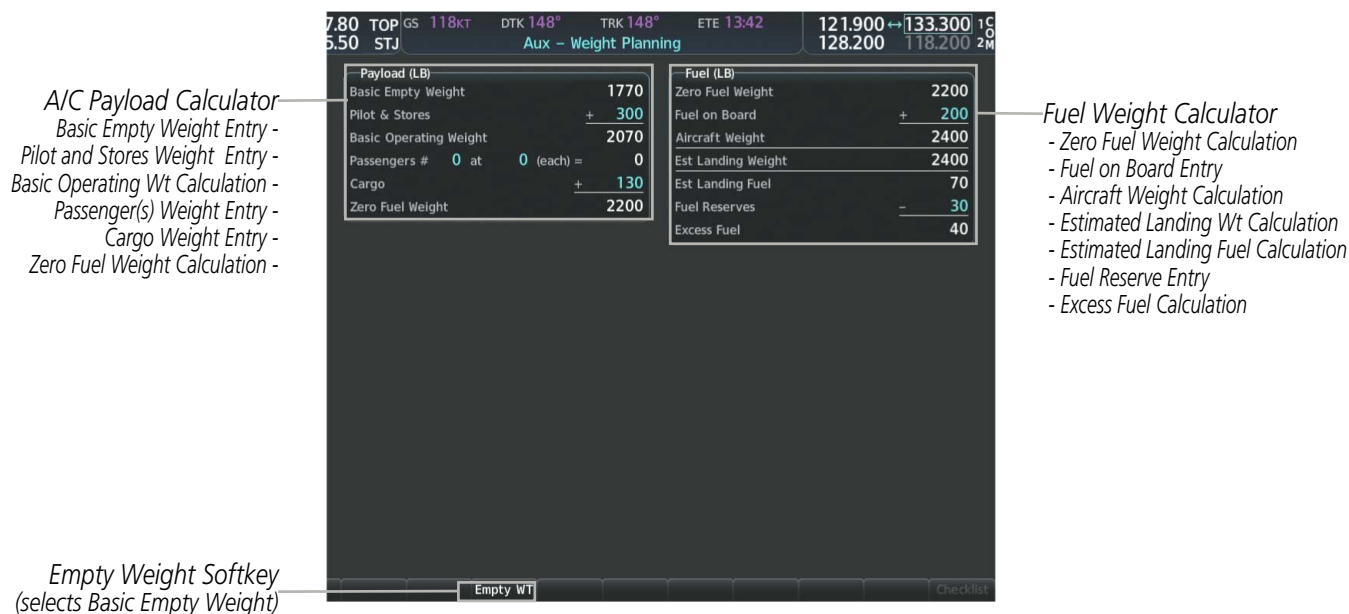 7.80 TOP GS 118KT DTK 148° TRK 148° ETE 13:42 121.900 ↔ 133.300 1 C
5.50 STJ Aux – Weight Planning 128.200 118.200 2 O M
A/C Payload Calculator
Basic Empty Weight Entry -
Pilot and Stores Weight Entry -
Basic Operating Wt Calculation -
Passenger(s) Weight Entry -
Cargo Weight Entry -
Zero Fuel Weight Calculation -
Payload (LB)
Basic Empty Weight 1770
Pilot & Stores + 300
Basic Operating Weight 2070
Passengers # 0 at 0 (each) = 0
Cargo + 130
Zero Fuel Weight 2200
Fuel (LB)
Zero Fuel Weight 2200
Fuel on Board + 200
Aircraft Weight 2400
Est Landing Weight 2400
Est Landing Fuel 70
Fuel Reserves – 30
Excess Fuel 40
Fuel Weight Calculator
- Zero Fuel Weight Calculation
- Fuel on Board Entry
- Aircraft Weight Calculation
- Estimated Landing Wt Calculation
- Estimated Landing Fuel Calculation
- Fuel Reserve Entry
- Excess Fuel Calculation
Empty Weight Softkey
(selects Basic Empty Weight)
Empty WT
Checklist